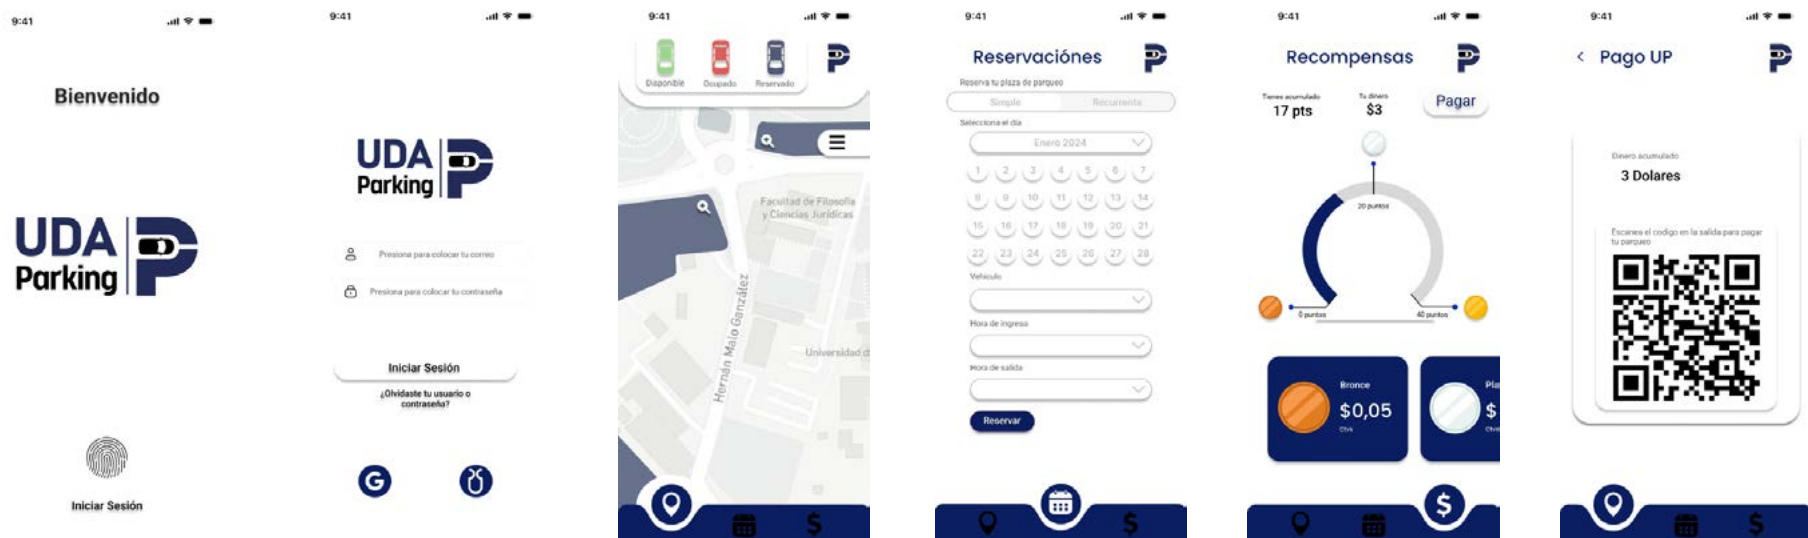 9:41
Bienvenido
UDA
Parking
Iniciar Sesión
9:41
UDA
Parking
Presiona para colocar tu correo
Presiona para colocar tu contraseña
Iniciar Sesión
¿Olvidaste tu usuario o
contraseña?
G
9:41
Disponible
Ocupado
Reservado
Facultad de Filosofía
y Ciencias Jurídicas
Hernán Malo Ganzález
Universidad d
$
9:41
Reservaciónes
Reserva tu plaza de parqueo
Simple
Recurrente
Selecciona el día
Enero 2024
1 2 3 4 5 6 7
8 9 10 11 12 13 14
15 16 17 18 19 20 21
22 23 24 25 26 27 28
Vehiculo
Hora de ingreso
Hora de salida
Reservar
$
9:41
Recompensas
Tienes acumulado
17 pts
Tu dinero
$3
Pagar
20 puntos
0 puntos
40 puntos
Bronce
$0,05
Ctvs
Pla
$
Ctvs
$
9:41
< Pago UP
Dinero acumulado
3 Dolares
Escanea el codigo en la salida para pagar
tu parqueo
$